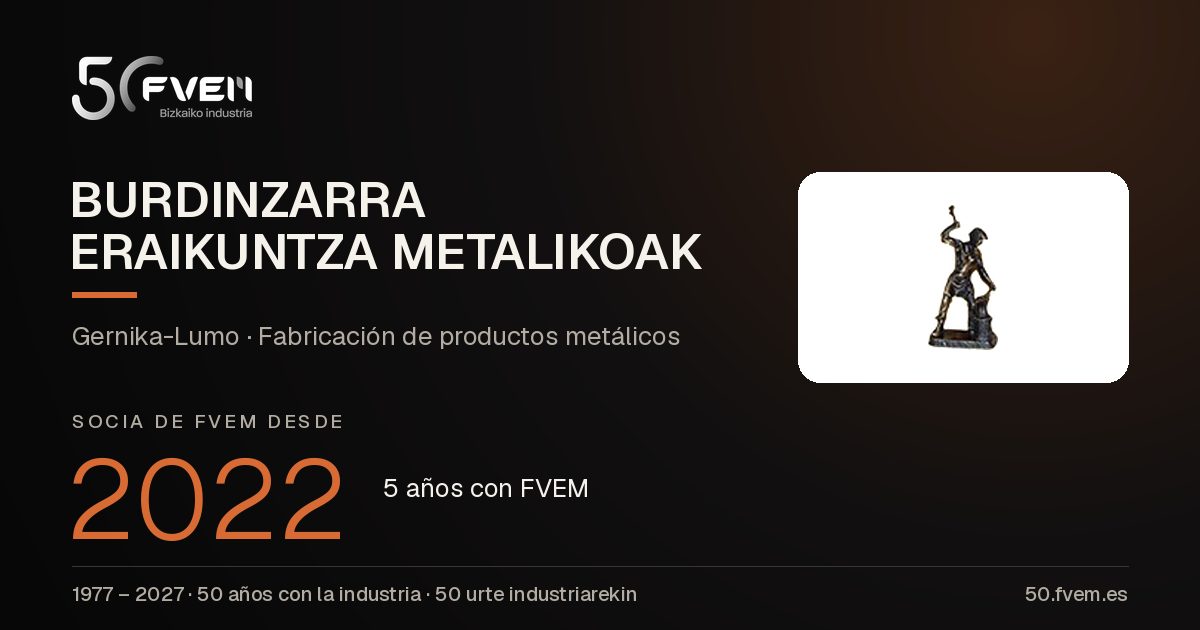 50 FVEM
Bizkaiko industria
BURDINZARRA
ERAIKUNTZA METALIKOAK
Gernika-Lumo · Fabricación de productos metálicos
SOCIA DE FVEM DESDE
2022
5 años con FVEM
1977 – 2027 · 50 años con la industria · 50 urte industriarekin
50.fvem.es